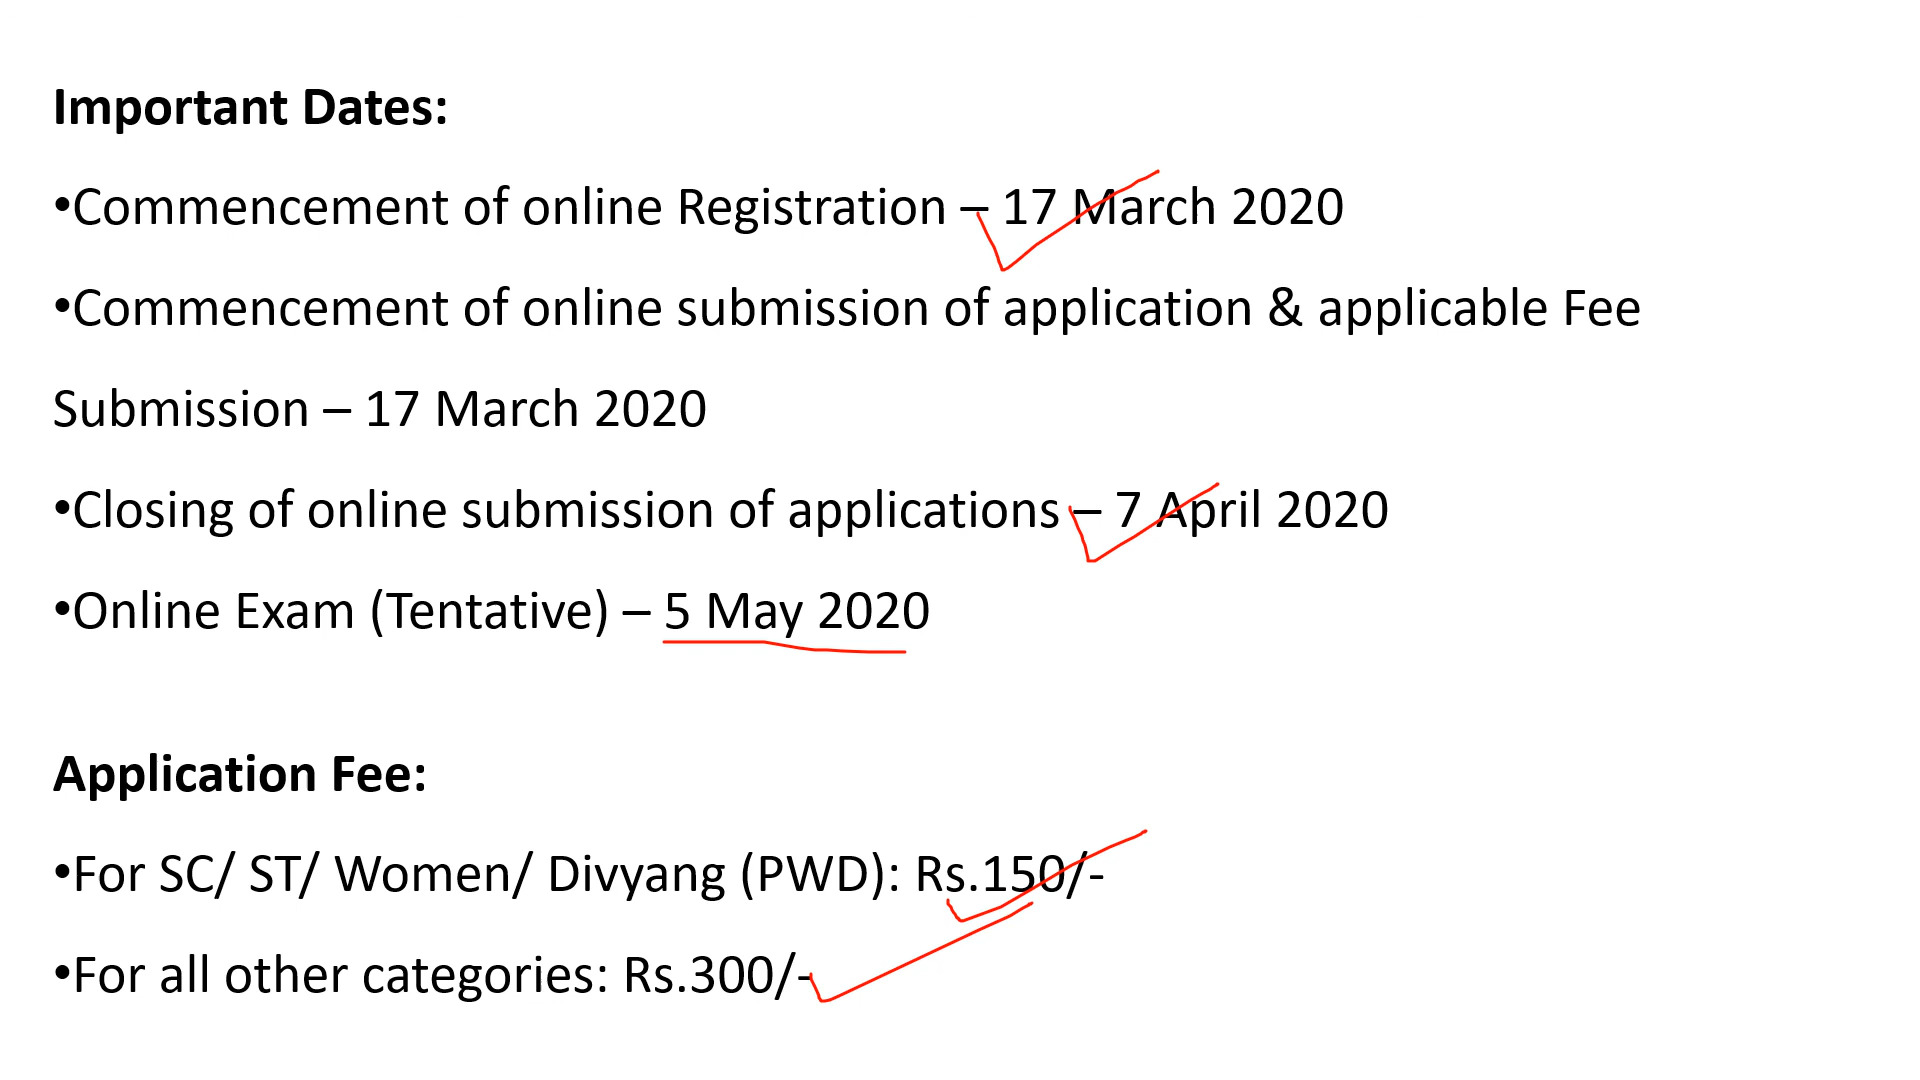 Important Dates:
•Commencement of online Registration – 17 March 2020
•Commencement of online submission of application & applicable Fee
Submission – 17 March 2020
•Closing of online submission of applications – 7 April 2020
•Online Exam (Tentative) – 5 May 2020
Application Fee:
•For SC/ ST/ Women/ Divyang (PWD): Rs.150/-
•For all other categories: Rs.300/-